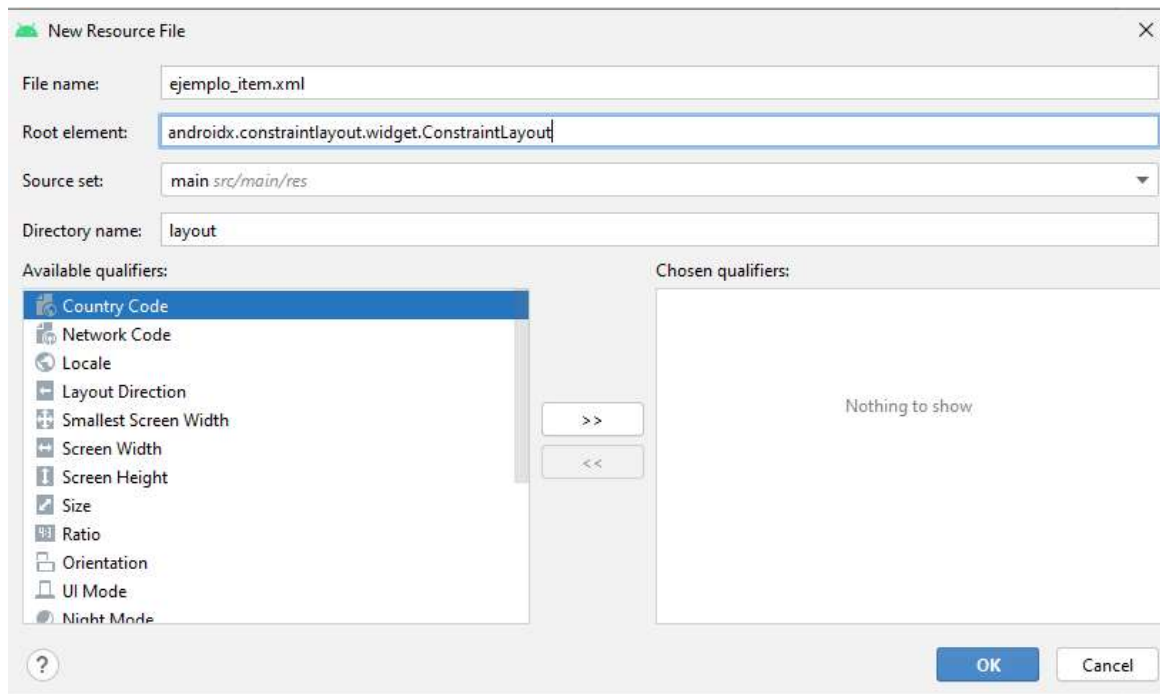 New Resource File
File name: ejemplo_item.xml
Root element: androidx.constraintlayout.widget.ConstraintLayout
Source set: main src/main/res
Directory name: layout
Available qualifiers:
Chosen qualifiers:
Country Code
Network Code
Locale
Layout Direction
Smallest Screen Width
Screen Width
Screen Height
Size
Ratio
Orientation
UI Mode
Night Mode
>>
<<
Nothing to show
?
OK
Cancel